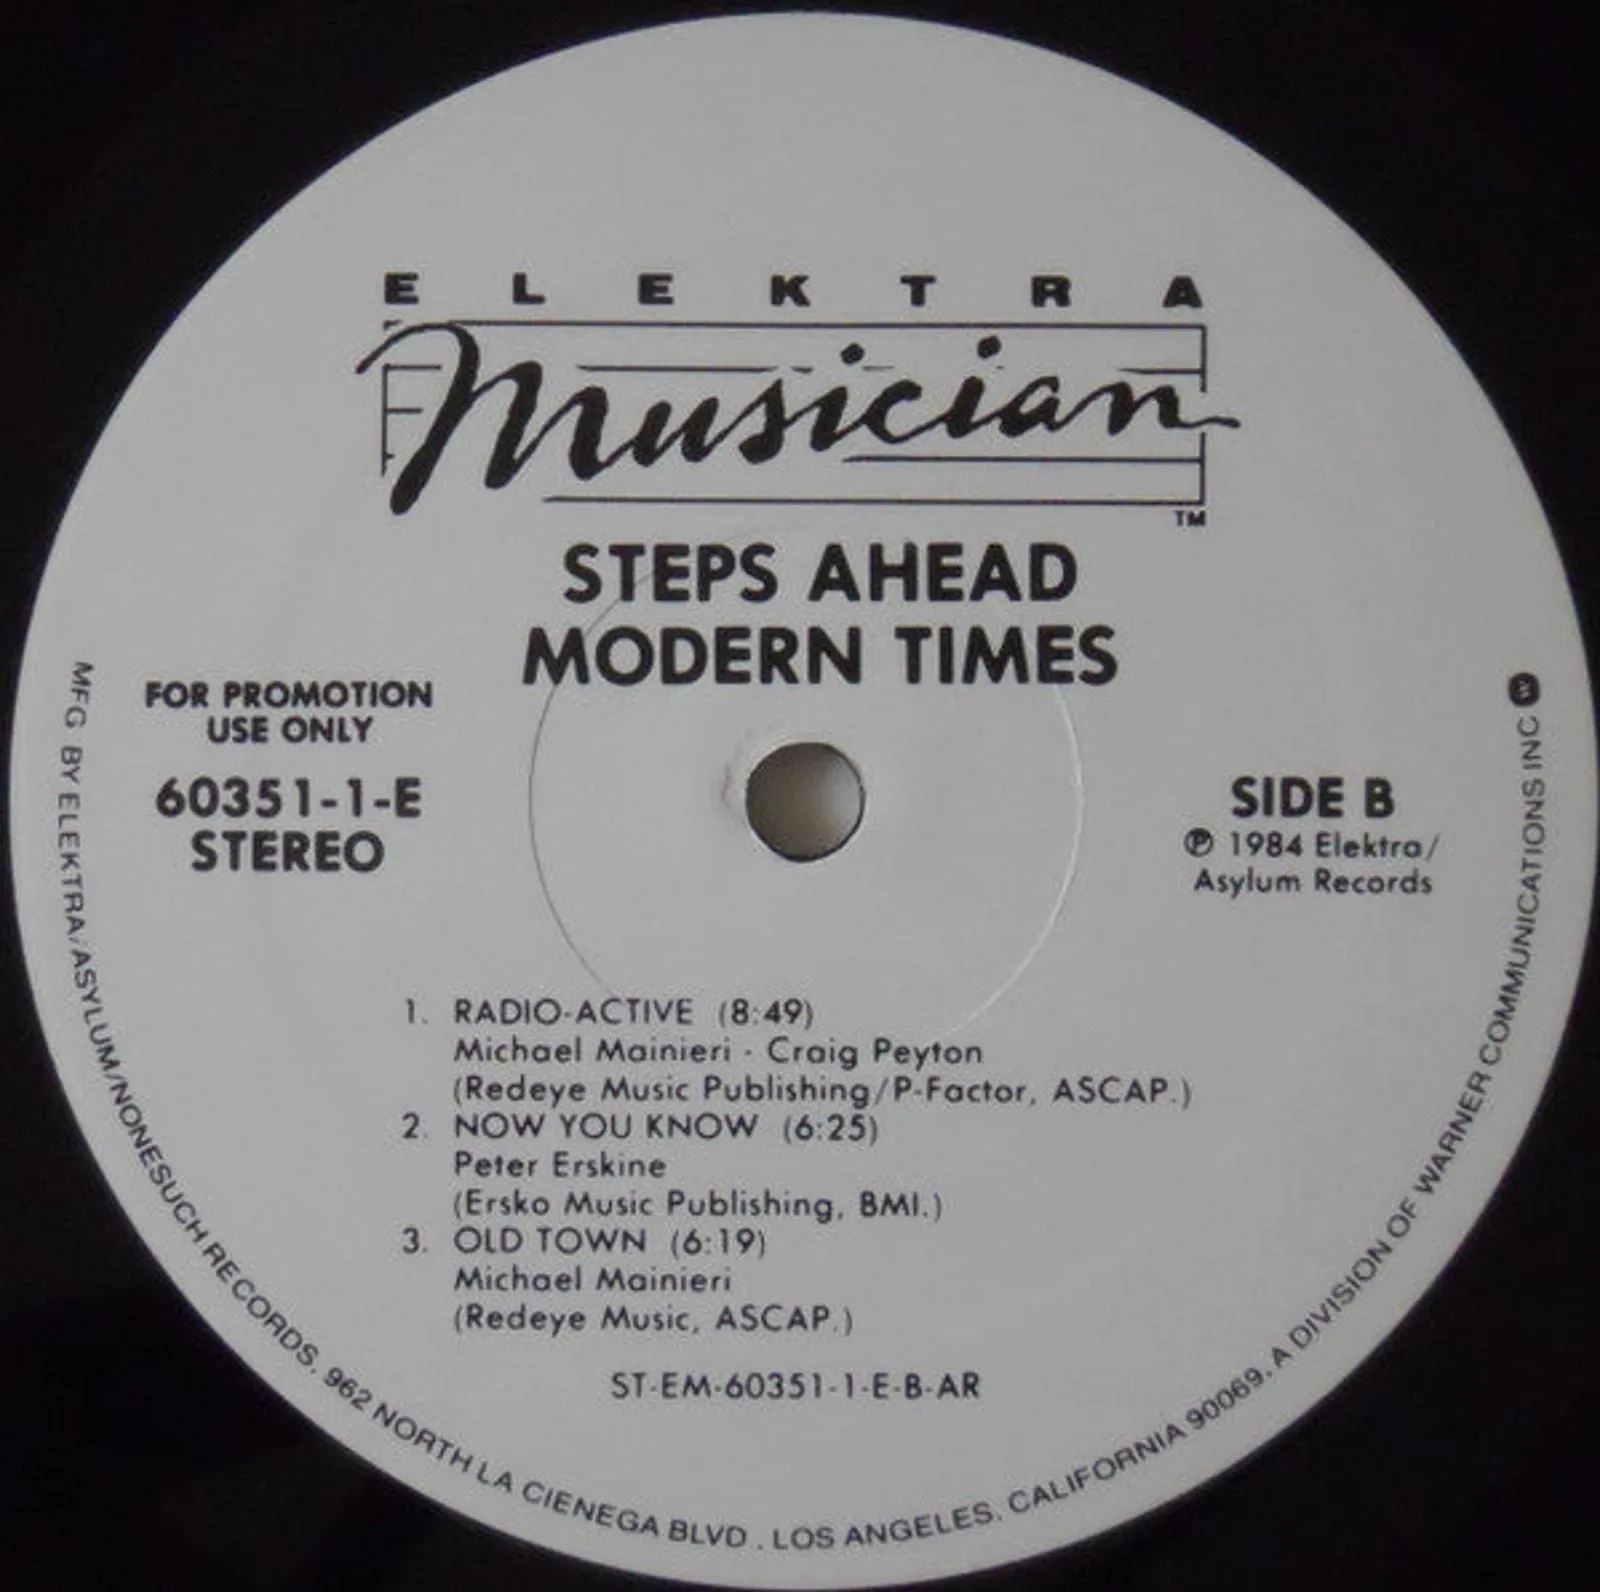 ELEKTRA
Musician
TM
STEPS AHEAD
MODERN TIMES
FOR PROMOTION
USE ONLY
60351-1-E
STEREO
SIDE B
℗ 1984 Elektra/
Asylum Records
1. RADIO-ACTIVE (8:49)
Michael Mainieri - Craig Peyton
(Redeye Music Publishing/P-Factor, ASCAP.)
2. NOW YOU KNOW (6:25)
Peter Erskine
(Ersko Music Publishing, BMI.)
3. OLD TOWN (6:19)
Michael Mainieri
(Redeye Music, ASCAP.)
ST-EM-60351-1-E-B-AR
MFG BY ELEKTRA/ASYLUM/NONESUCH RECORDS, 962 NORTH LA CIENEGA BLVD., LOS ANGELES, CALIFORNIA 90069, A DIVISION OF WARNER COMMUNICATIONS INC